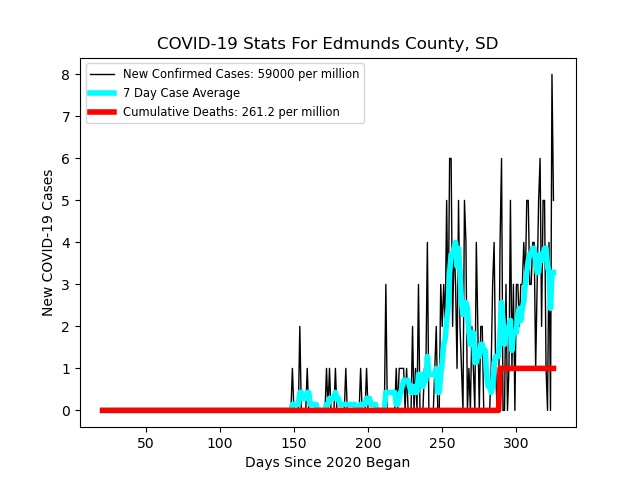 COVID-19 Stats For Edmunds County, SD
New Confirmed Cases: 59000 per million
7 Day Case Average
Cumulative Deaths: 261.2 per million
New COVID-19 Cases
8
7
6
5
4
3
2
1
0
50 100 150 200 250 300
Days Since 2020 Began